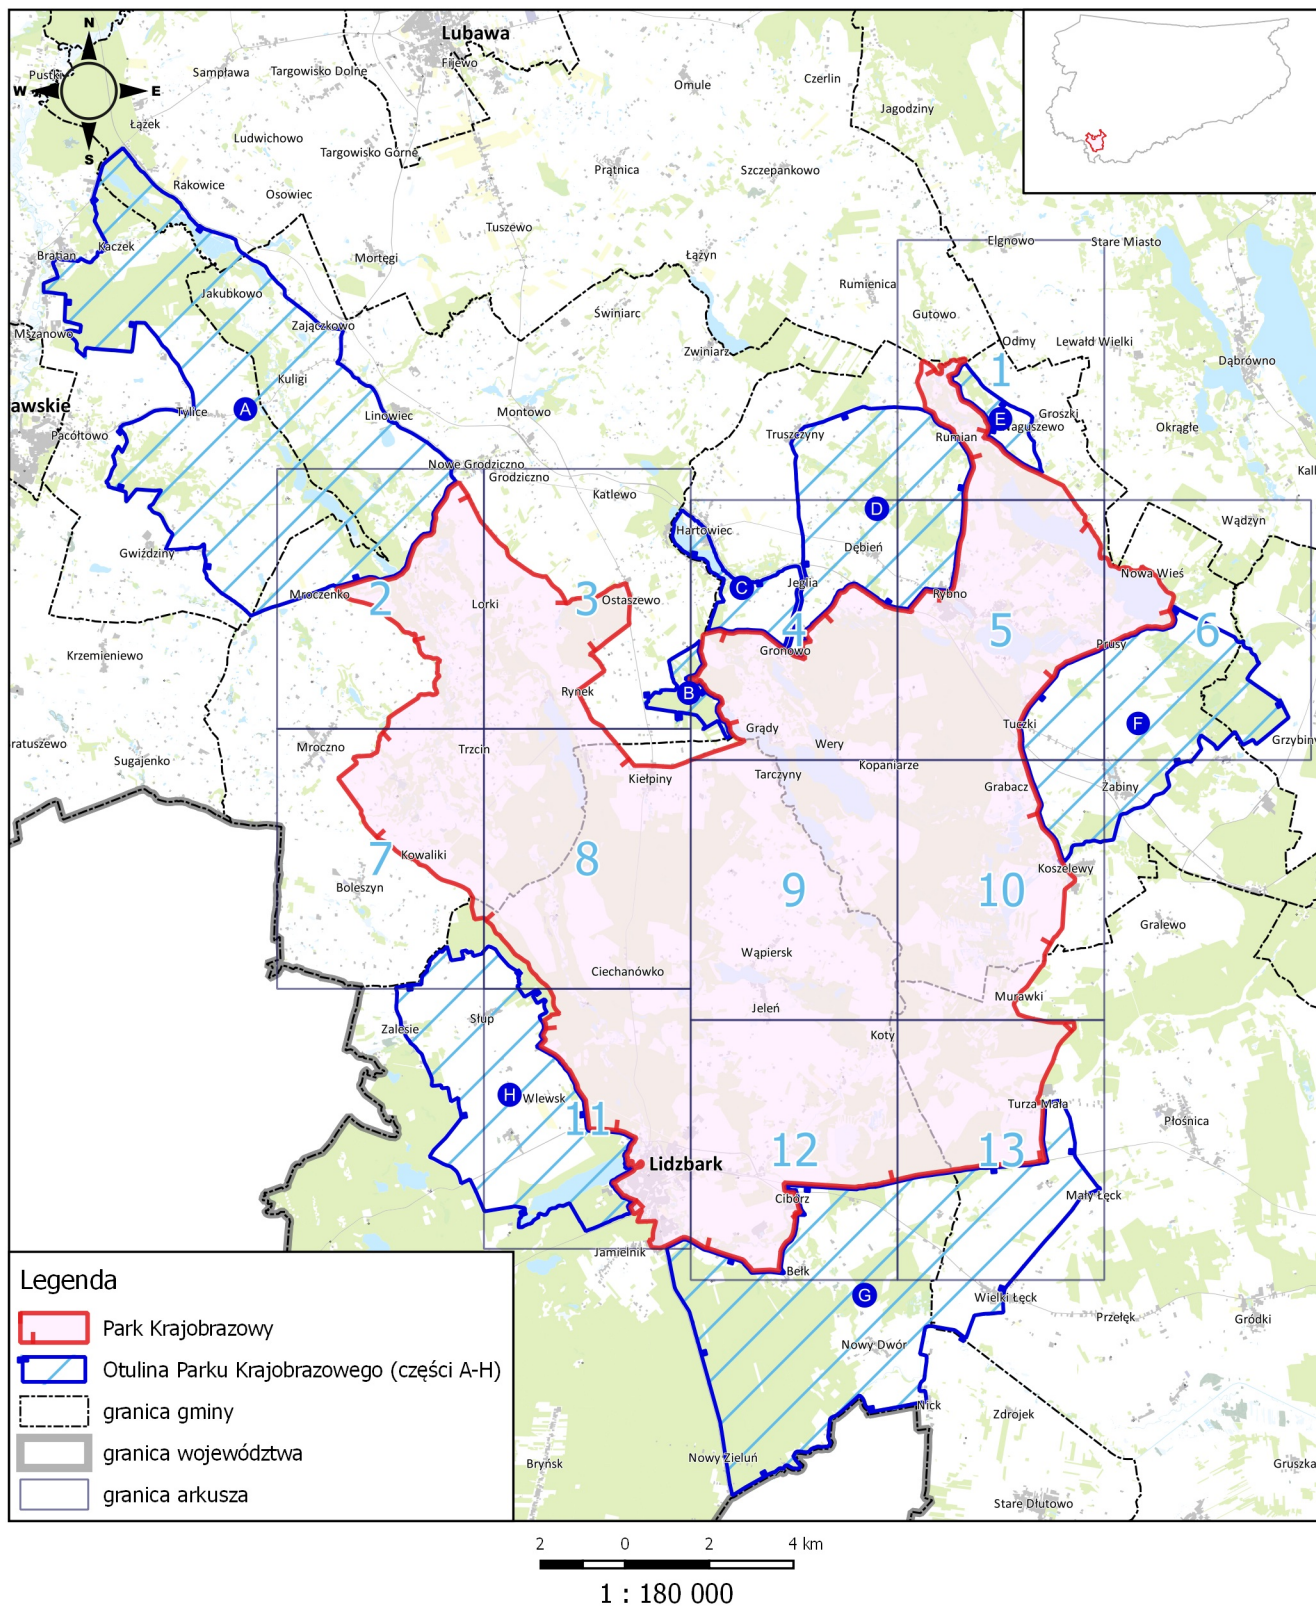 N
Lubawa
Fijewo
Pustki
Sampława
Targowisko Dolne
Omule
Czerlin
W
E
Jagodziny
Łążek
Ludwichowo
S
Targowisko Górne
Prątnica
Szczepankowo
Rakowice
Osowiec
Tuszewo
Elgnowo
Stare Miasto
Kaczek
Bratian
Mortęgi
Łążyn
Rumienica
Jakubkowo
Świniarc
Gutowo
Zajączkowo
Mszanowo
Odmy
Lewałd Wielki
Zwiniarz
Dąbrówno
1
Kuligi
awskie
A
Tylice
Linowiec
Montowo
Groszki
E
Naguszewo
Okrągłe
Pacółtowo
Truszczyny
Rumian
Nowe Grodziczno
Grodziczno
Kall
Katlewo
D
Wądzyn
Hartowiec
Gwiździny
Dębień
Nowa Wieś
Jeglia
C
Mroczenko
2
Lorki
3
Ostaszewo
Rybno
4
5
6
Gronowo
Prusy
Krzemieniewo
Rynek
B
Tuczki
F
Grądy
Grzybiny
ratuszewo
Mroczno
Trzcin
Wery
Sugajenko
Kopaniarze
Kiełpiny
Tarczyny
Grabacz
Żabiny
7
Kowaliki
8
9
10
Koszelewy
Boleszyn
Gralewo
Wąpiersk
Ciechanówko
Murawki
Jeleń
Słup
Zalesie
Koty
H
Wlewsk
Turza Mała
11
Płośnica
12
13
Lidzbark
Mały Łęck
Cibórz
Jamielnik
Bełk
G
Wielki Łęck
Przełęk
Gródki
Nowy Dwór
Nick
Zdrojek
Bryńsk
Nowy Zieluń
Gruszka
Stare Dłutowo
Legenda
Park Krajobrazowy
Otulina Parku Krajobrazowego (części A-H)
granica gminy
granica województwa
granica arkusza
2 0 2 4 km
1 : 180 000